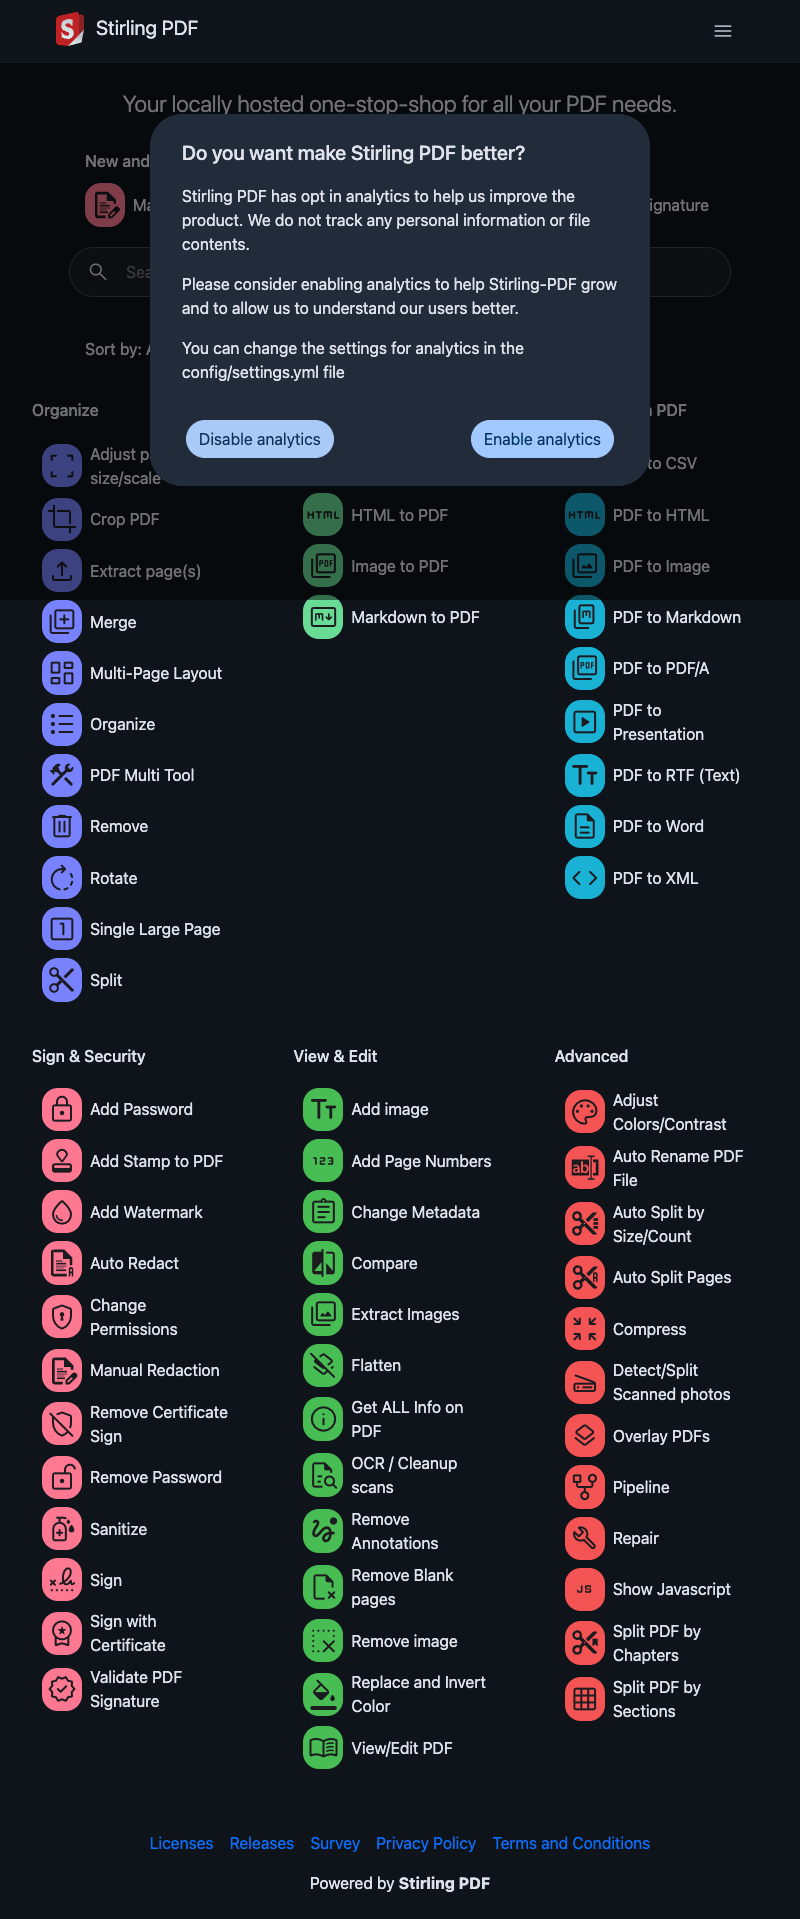 Stirling PDF
Your locally hosted one-stop-shop for all your PDF needs.
New and
Ma
ignature
Sea
Sort by: A
Do you want make Stirling PDF better?
Stirling PDF has opt in analytics to help us improve the
product. We do not track any personal information or file
contents.
Please consider enabling analytics to help Stirling-PDF grow
and to allow us to understand our users better.
You can change the settings for analytics in the
config/settings.yml file
Disable analytics
Enable analytics
Organize
Adjust pa
size/scale
Crop PDF
Extract page(s)
Merge
Multi-Page Layout
Organize
PDF Multi Tool
Remove
Rotate
Single Large Page
Split
HTML to PDF
Image to PDF
Markdown to PDF
PDF
to CSV
PDF to HTML
PDF to Image
PDF to Markdown
PDF to PDF/A
PDF to
Presentation
PDF to RTF (Text)
PDF to Word
PDF to XML
Sign & Security
Add Password
Add Stamp to PDF
Add Watermark
Auto Redact
Change
Permissions
Manual Redaction
Remove Certificate
Sign
Remove Password
Sanitize
Sign
Sign with
Certificate
Validate PDF
Signature
View & Edit
Add image
Add Page Numbers
Change Metadata
Compare
Extract Images
Flatten
Get ALL Info on
PDF
OCR / Cleanup
scans
Remove
Annotations
Remove Blank
pages
Remove image
Replace and Invert
Color
View/Edit PDF
Advanced
Adjust
Colors/Contrast
Auto Rename PDF
File
Auto Split by
Size/Count
Auto Split Pages
Compress
Detect/Split
Scanned photos
Overlay PDFs
Pipeline
Repair
Show Javascript
Split PDF by
Chapters
Split PDF by
Sections
Licenses Releases Survey Privacy Policy Terms and Conditions
Powered by Stirling PDF